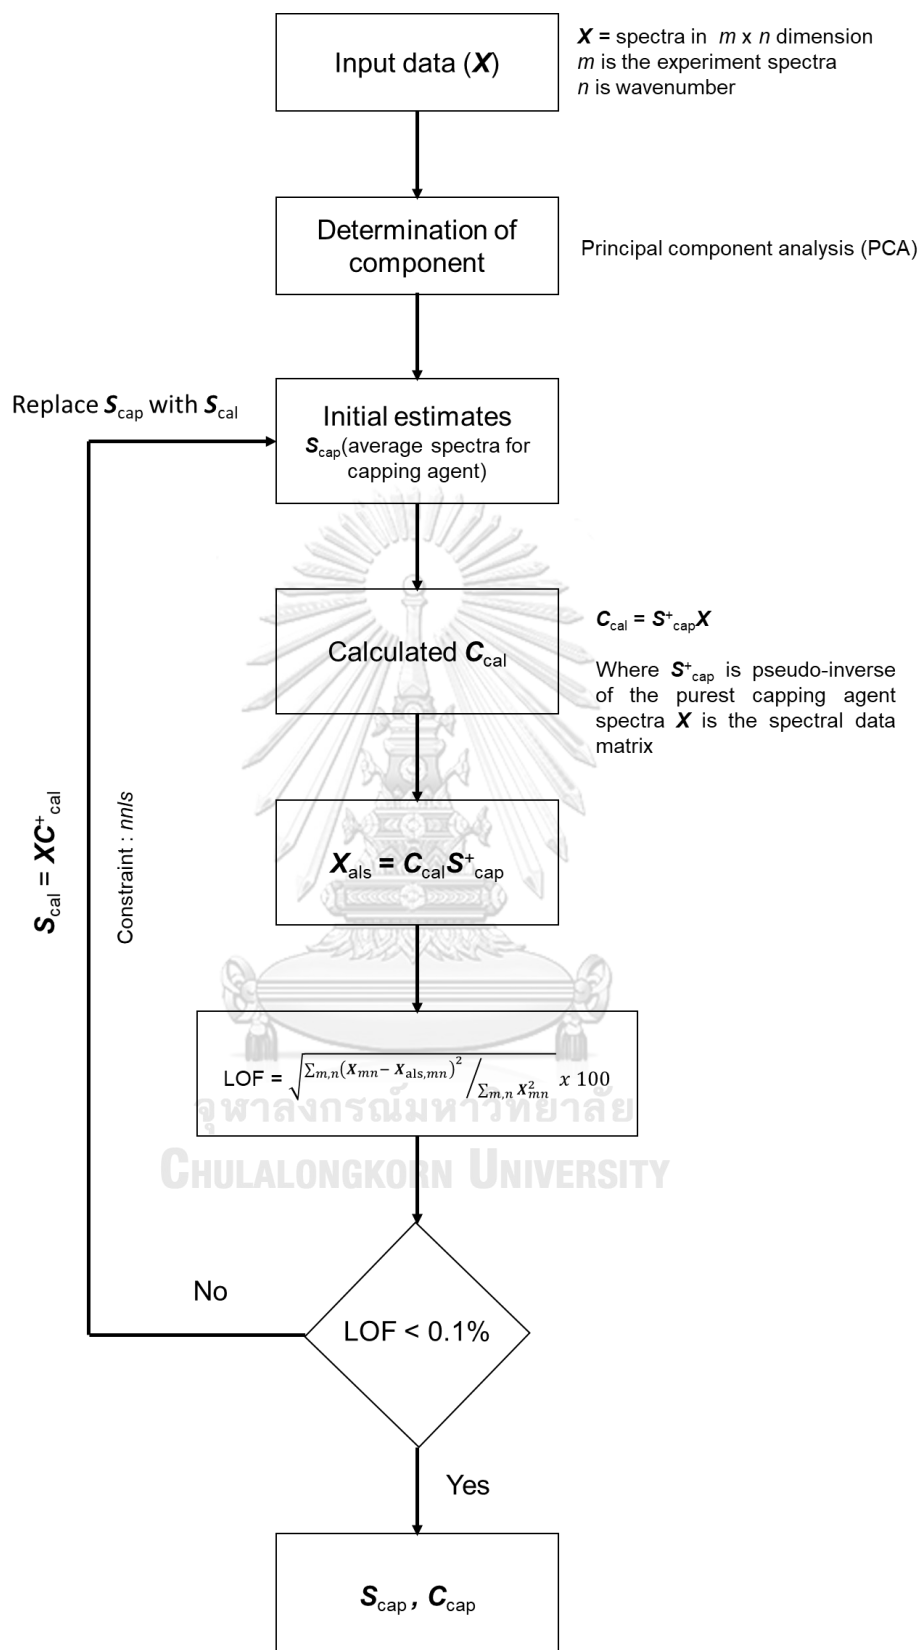 Input data (X)
X = spectra in m x n dimension
m is the experiment spectra
n is wavenumber
Determination of
component
Principal component analysis (PCA)
Replace Scap with Scal
Initial estimates
Scap(average spectra for
capping agent)
Calculated Ccal
Ccal = S+capX
Where S+cap is pseudo-inverse
of the purest capping agent
spectra X is the spectral data
matrix
Scal = XC+cal
Constraint : nnls
Xals = CcalS+cap
LOF = √(Σm,n(Xmn − Xals,mn)²/Σm,n X²mn) x 100
จุฬาลงกรณ์มหาวิทยาลัย
CHULALONGKORN UNIVERSITY
No
LOF < 0.1%
Yes
Scap , Ccap